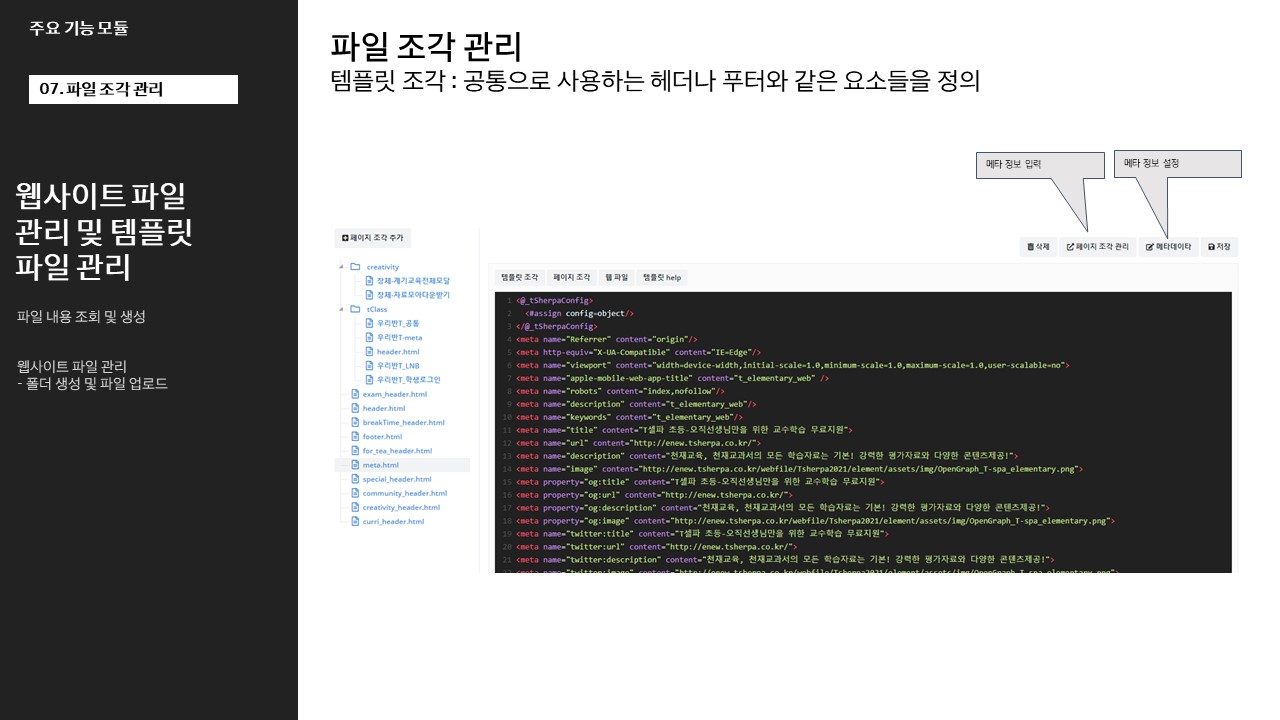 주요 기능 모듈
07. 파일 조각 관리
웹사이트 파일
관리 및 템플릿
파일 관리
파일 내용 조회 및 생성
웹사이트 파일 관리
- 폴더 생성 및 파일 업로드
파일 조각 관리
템플릿 조각 : 공통으로 사용하는 헤더나 푸터와 같은 요소들을 정의
메타 정보 입력
메타 정보 설정
페이지 조각 추가
삭제 페이지 조각 관리 메타데이타 저장
creativity
창체-계기교육전체모달
창체-자료모아다운받기
tClass
우리반T_공통
우리반T-meta
header.html
우리반T_LNB
우리반T_학생로그인
exam_header.html
header.html
breakTime_header.html
footer.html
for_tea_header.html
meta.html
special_header.html
community_header.html
creativity_header.html
curri_header.html
템플릿 조각 페이지 조각 웹 파일 템플릿 help
1 <@_tSherpaConfig>
2 <#assign config=object/>
3 </@_tSherpaConfig>
4 <meta name="Referrer" content="origin"/>
5 <meta http-equiv="X-UA-Compatible" content="IE=Edge"/>
6 <meta name="viewport" content="width=device-width,initial-scale=1.0,minimum-scale=1.0,maximum-scale=1.0,user-scalable=no">
7 <meta name="apple-mobile-web-app-title" content="t_elementary_web" />
8 <meta name="robots" content="index,nofollow"/>
9 <meta name="description" content="t_elementary_web"/>
10 <meta name="keywords" content="t_elementary_web"/>
11 <meta name="title" content="T셀파 초등-오직선생님만을 위한 교수학습 무료지원">
12 <meta name="url" content="http://enew.tsherpa.co.kr/">
13 <meta name="description" content="천재교육, 천재교과서의 모든 학습자료는 기본! 강력한 평가자료와 다양한 콘텐츠제공!">
14 <meta name="image" content="http://enew.tsherpa.co.kr/webfile/Tsherpa2021/element/assets/img/OpenGraph_T-spa_elementary.png">
15 <meta property="og:title" content="T셀파 초등-오직선생님만을 위한 교수학습 무료지원">
16 <meta property="og:url" content="http://enew.tsherpa.co.kr/">
17 <meta property="og:description" content="천재교육, 천재교과서의 모든 학습자료는 기본! 강력한 평가자료와 다양한 콘텐츠제공!">
18 <meta property="og:image" content="http://enew.tsherpa.co.kr/webfile/Tsherpa2021/element/assets/img/OpenGraph_T-spa_elementary.png">
19 <meta name="twitter:title" content="T셀파 초등-오직선생님만을 위한 교수학습 무료지원">
20 <meta name="twitter:url" content="http://enew.tsherpa.co.kr/">
21 <meta name="twitter:description" content="천재교육, 천재교과서의 모든 학습자료는 기본! 강력한 평가자료와 다양한 콘텐츠제공!">
22 <meta name="twitter:image" content="http://enew.tsherpa.co.kr/webfile/Tsherpa2021/element/assets/img/OpenGraph_T-spa_elementary.png">